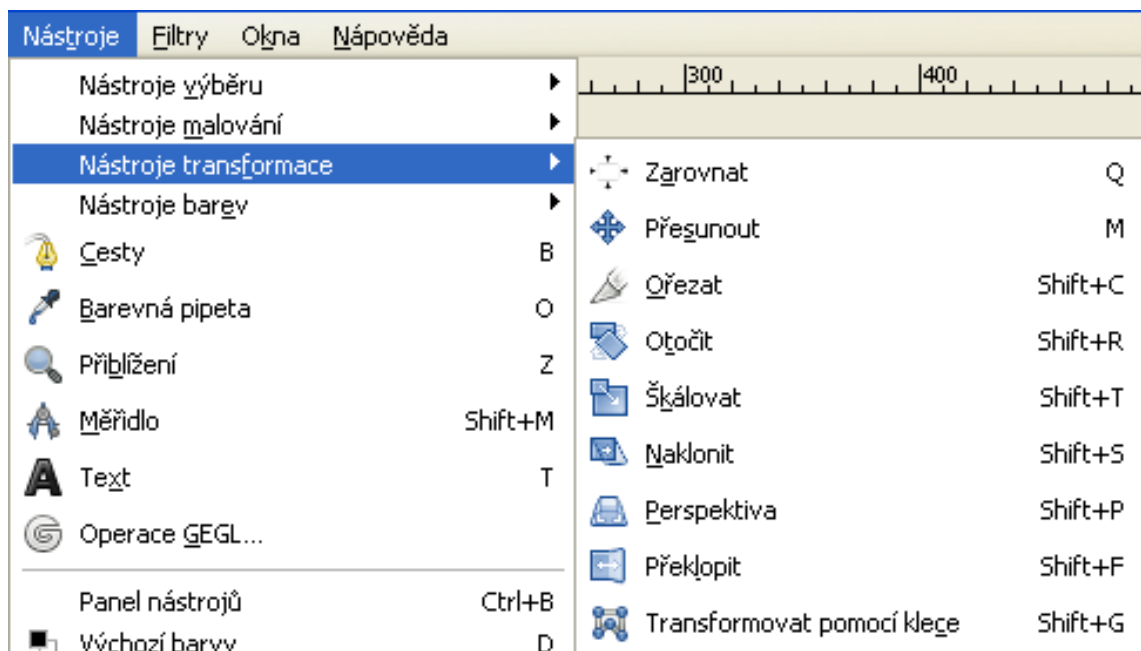 Nástroje Filtry Okna Nápověda
Nástroje výběru
Nástroje malování
Nástroje transformace
Nástroje barev
Cesty B
Barevná pipeta O
Přiblížení Z
Měřidlo Shift+M
Text T
Operace GEGL...
Panel nástrojů Ctrl+B
Výchozí barvy D
300 400
Zarovnat Q
Přesunout M
Ořezat Shift+C
Otočit Shift+R
Škálovat Shift+T
Naklonit Shift+S
Perspektiva Shift+P
Překlopit Shift+F
Transformovat pomocí klece Shift+G